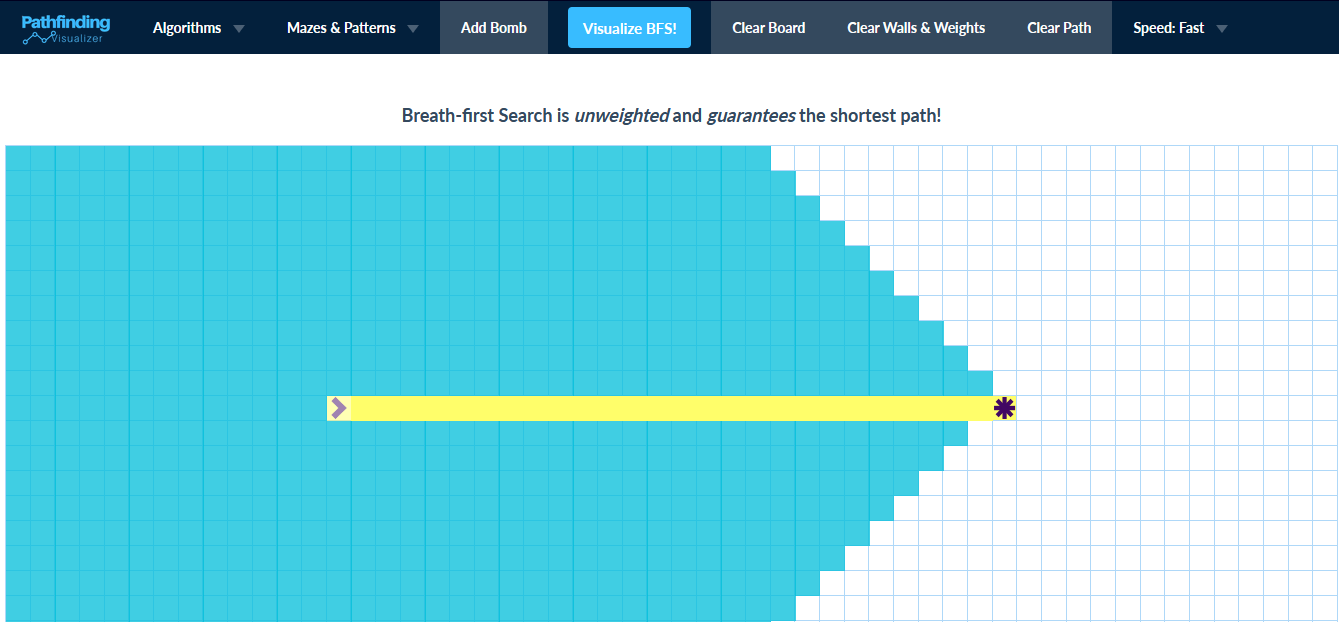 Pathfinding
Visualizer
Algorithms
Mazes & Patterns
Add Bomb
Visualize BFS!
Clear Board
Clear Walls & Weights
Clear Path
Speed: Fast
Breath-first Search is unweighted and guarantees the shortest path!